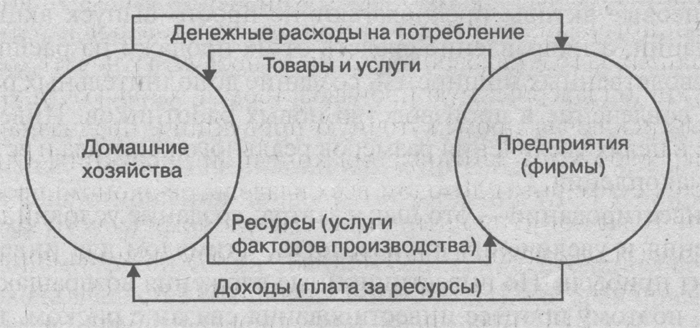 Денежные расходы на потребление
Товары и услуги
Домашние
хозяйства
Предприятия
(фирмы)
Ресурсы (услуги
факторов производства)
Доходы (плата за ресурсы)